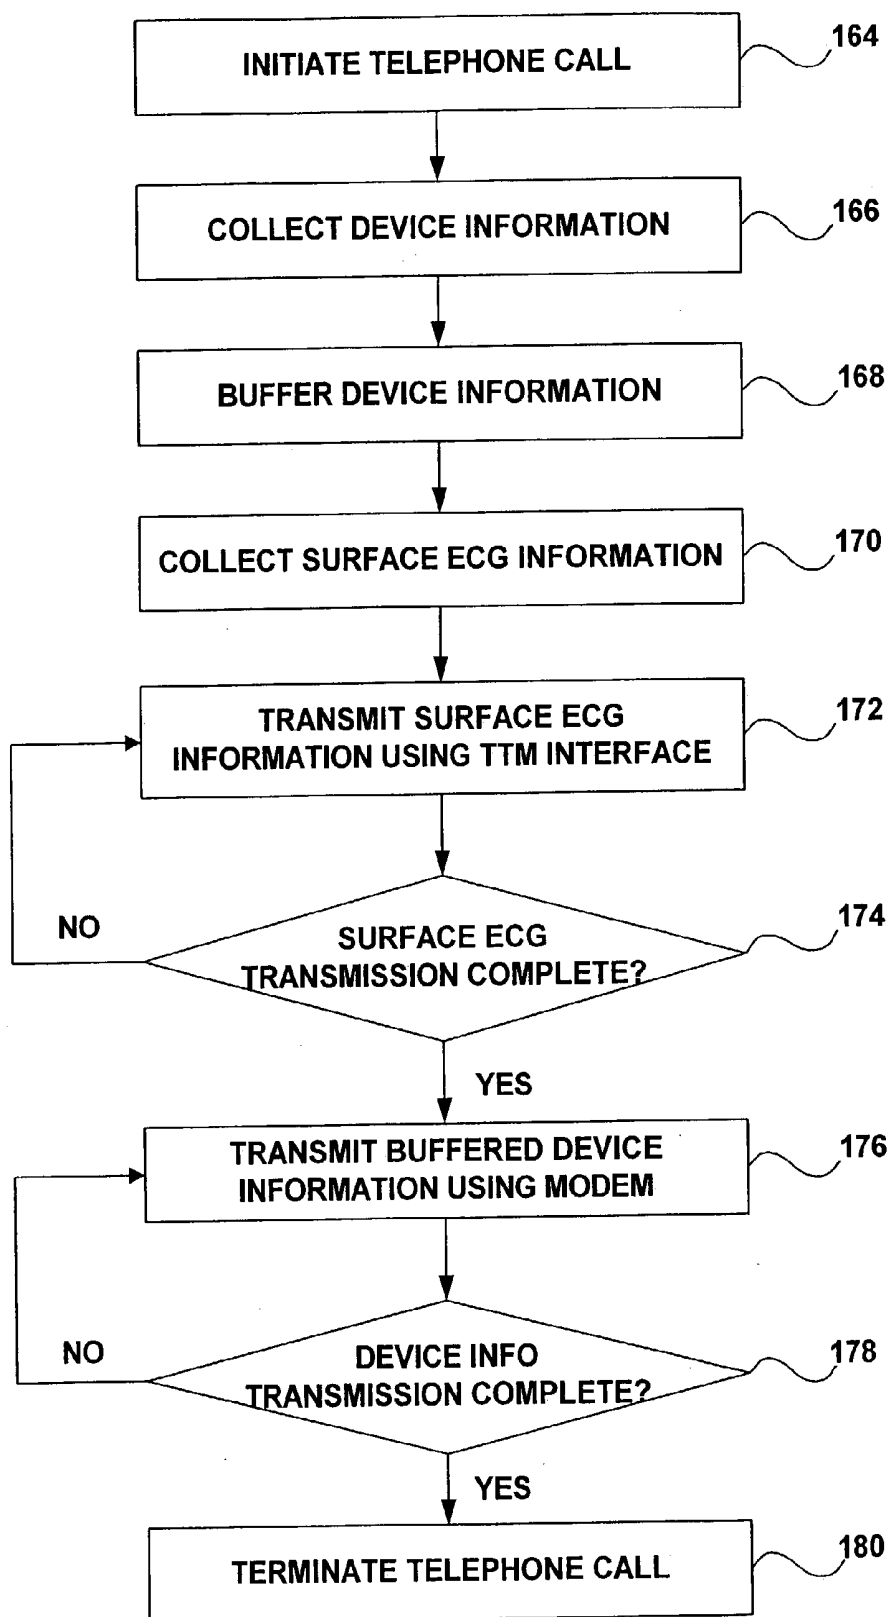 INITIATE TELEPHONE CALL
164
COLLECT DEVICE INFORMATION
166
BUFFER DEVICE INFORMATION
168
COLLECT SURFACE ECG INFORMATION
170
TRANSMIT SURFACE ECG
INFORMATION USING TTM INTERFACE
172
SURFACE ECG
TRANSMISSION COMPLETE?
174
NO
YES
TRANSMIT BUFFERED DEVICE
INFORMATION USING MODEM
176
DEVICE INFO
TRANSMISSION COMPLETE?
178
NO
YES
TERMINATE TELEPHONE CALL
180